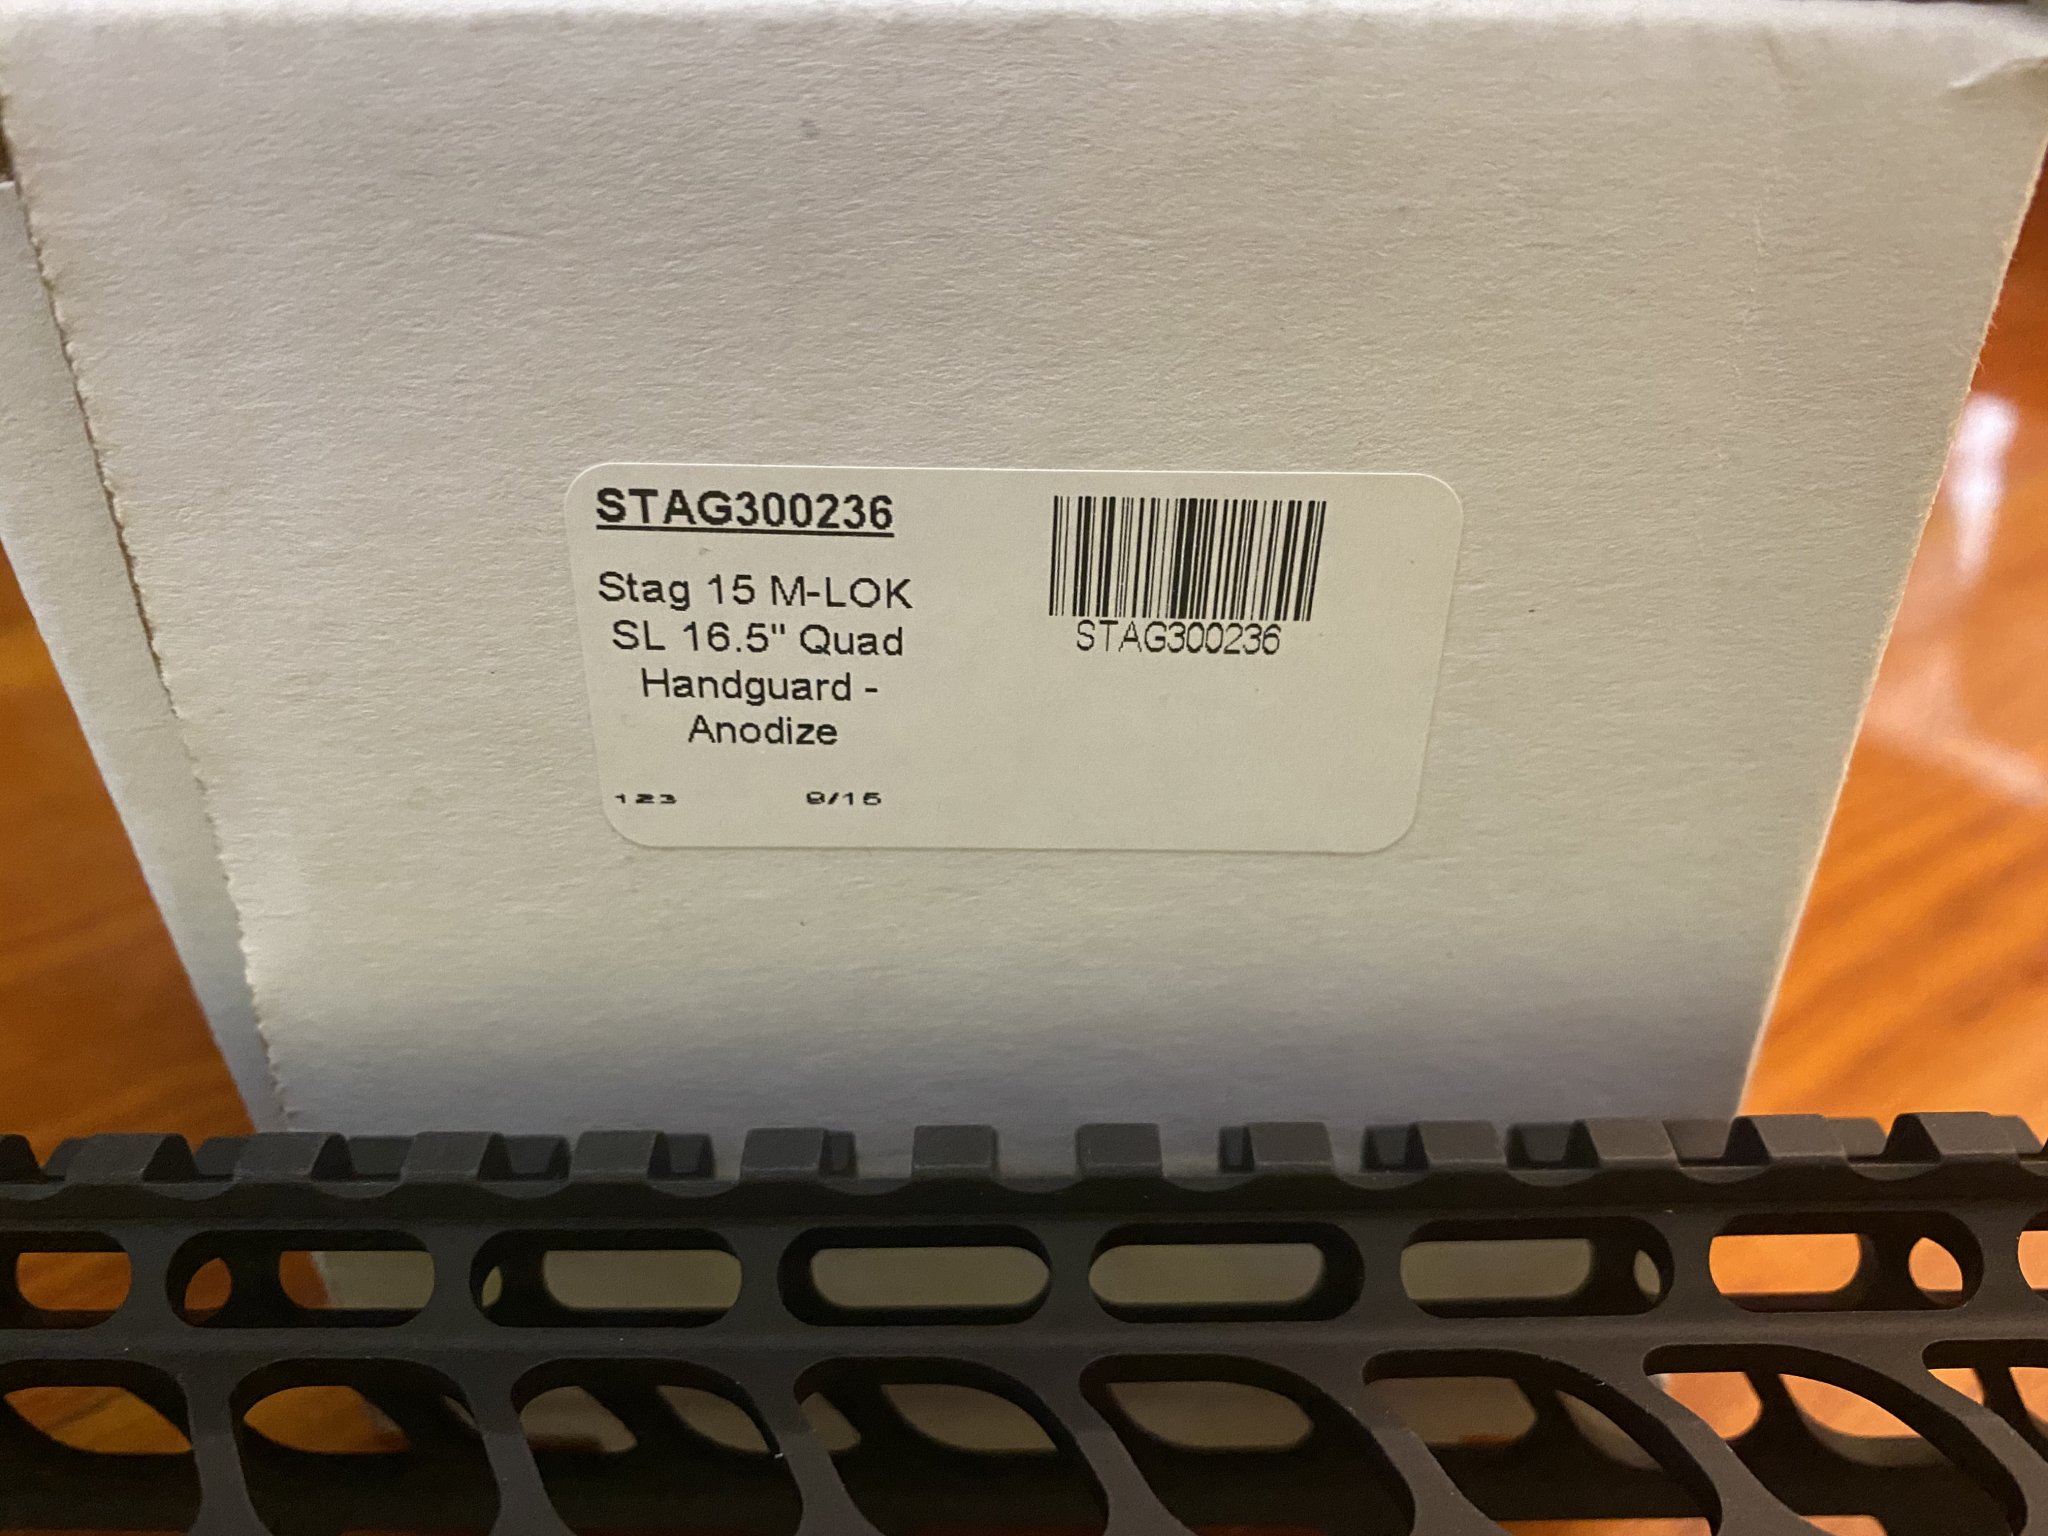 STAG300236
Stag 15 M-LOK
SL 16.5" Quad
Handguard -
Anodize
123 9/15
STAG300236